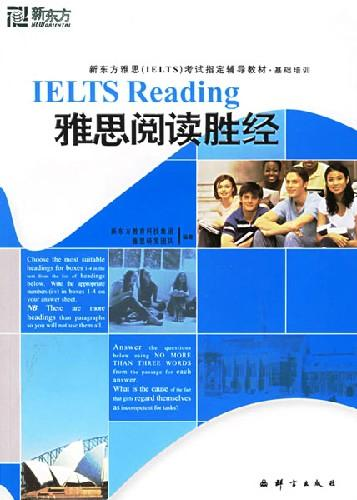 新东方
NEW ORIENTAL
新东方雅思(IELTS)考试指定辅导教材·基础培训
IELTS Reading
雅思阅读胜经
新东方教育科技集团
雅思研究团队
编著
Choose the most suitable
headings for boxes 1-4 in the
text from the list of headings
below. Write the appropriate
numbers (i-ix) in boxes 1-4 on
your answer sheet.
NB There are more
headings than paragraphs
so you will not use them all.
Answer the questions
below using NO MORE
THAN THREE WORDS
from the passage for each
answer.
What is the cause of the fact
that girls regard themselves
as incompetent for tasks?
群言出版社